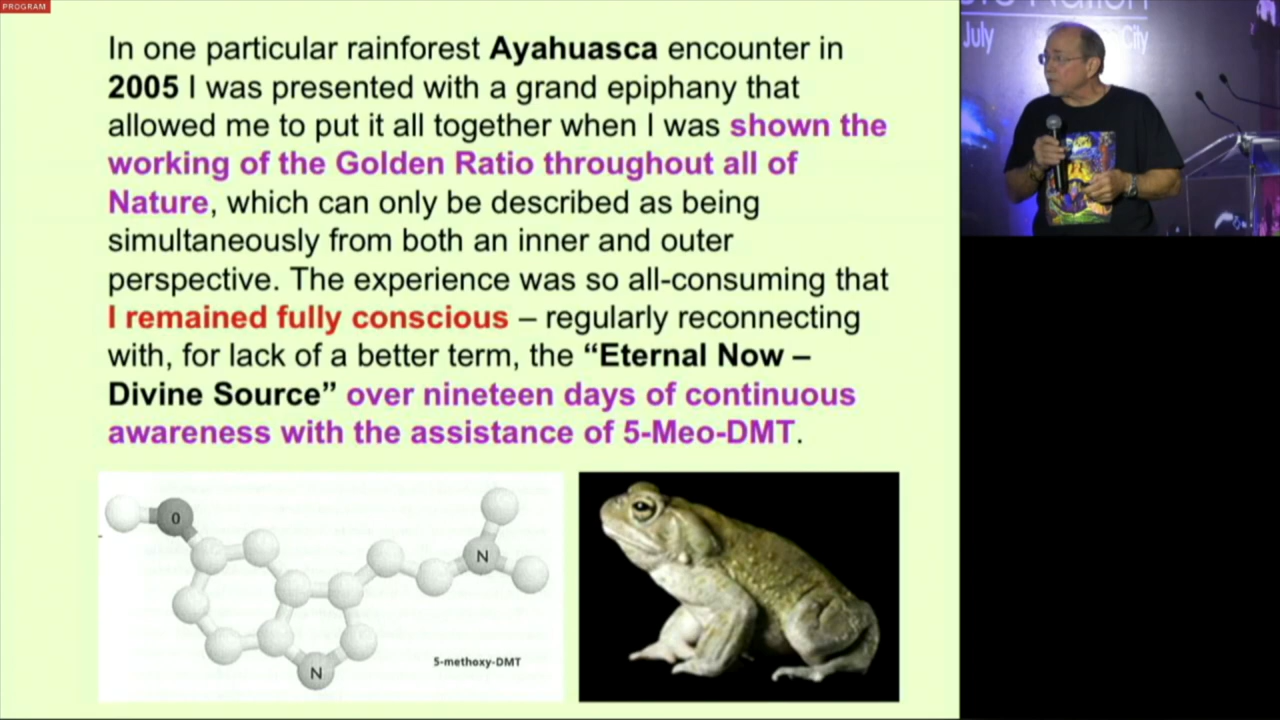 PROGRAM
In one particular rainforest Ayahuasca encounter in
2005 I was presented with a grand epiphany that
allowed me to put it all together when I was shown the
working of the Golden Ratio throughout all of
Nature, which can only be described as being
simultaneously from both an inner and outer
perspective. The experience was so all-consuming that
I remained fully conscious – regularly reconnecting
with, for lack of a better term, the “Eternal Now –
Divine Source” over nineteen days of continuous
awareness with the assistance of 5-Meo-DMT.
O
N
N
5-methoxy-DMT
Nation
July
City